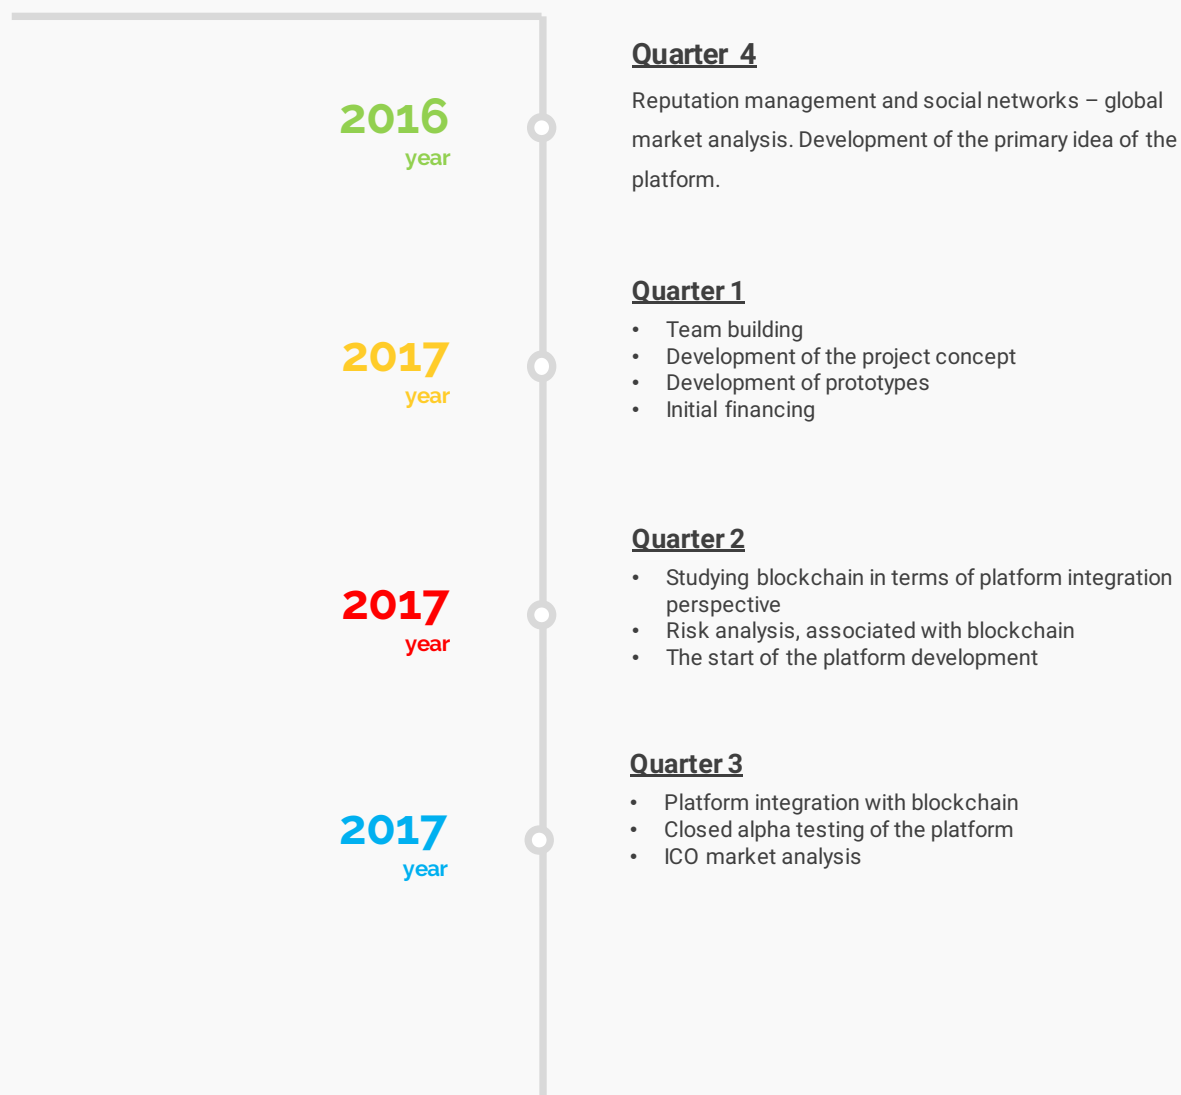 2016
year
Quarter 4
Reputation management and social networks – global
market analysis. Development of the primary idea of the
platform.
2017
year
Quarter 1
• Team building
• Development of the project concept
• Development of prototypes
• Initial financing
2017
year
Quarter 2
• Studying blockchain in terms of platform integration
perspective
• Risk analysis, associated with blockchain
• The start of the platform development
2017
year
Quarter 3
• Platform integration with blockchain
• Closed alpha testing of the platform
• ICO market analysis